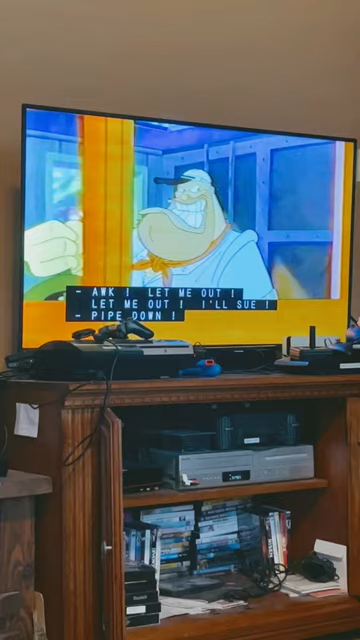 - AWK ! LET ME OUT !
LET ME OUT ! I'LL SUE !
- PIPE DOWN !